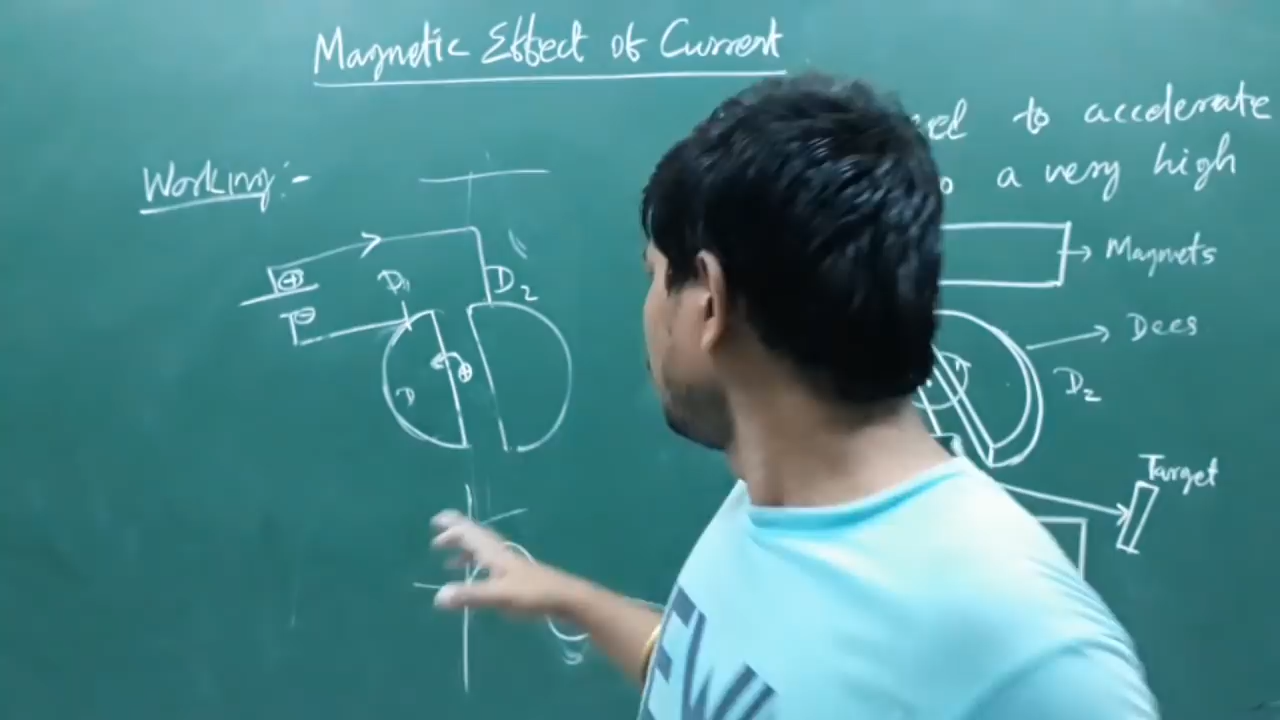 Magnetic Effect of Current
to accelerate
a very high
Working:-
Magnets
⊕
D1
D2
⊖
Dees
D
⊕
D2
Target